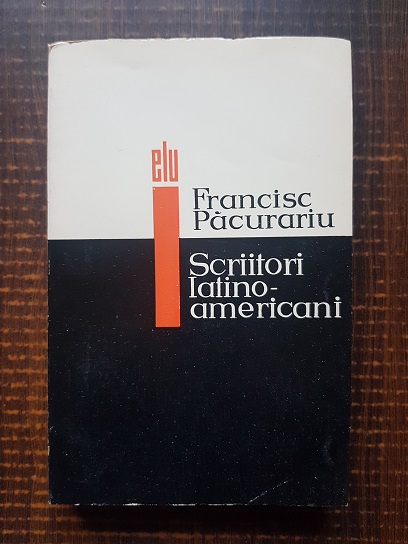 elu
Francisc
Păcurariu
Scriitori
latino-
americani